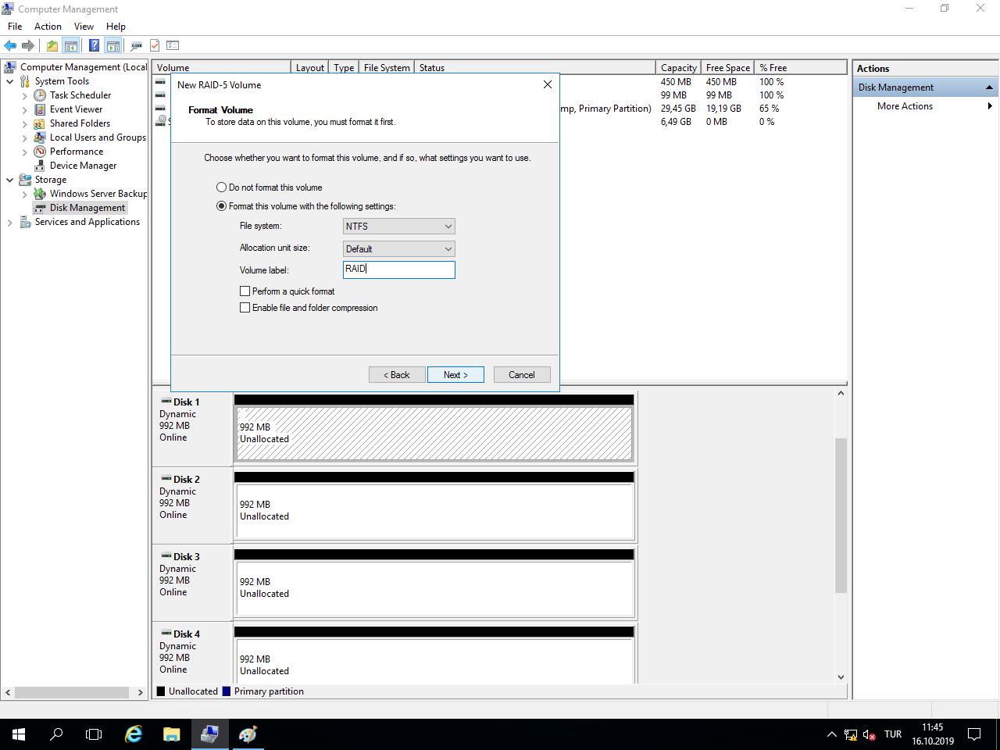 Computer Management
File Action View Help
Computer Management (Local
System Tools
Task Scheduler
Event Viewer
Shared Folders
Local Users and Groups
Performance
Device Manager
Storage
Windows Server Backup
Disk Management
Services and Applications
Volume Layout Type File System Status Capacity Free Space % Free
450 MB 450 MB 100 %
99 MB 99 MB 100 %
mp, Primary Partition) 29,45 GB 19,19 GB 65 %
6,49 GB 0 MB 0 %
New RAID-5 Volume
Format Volume
To store data on this volume, you must format it first.
Choose whether you want to format this volume, and if so, what settings you want to use.
Do not format this volume
Format this volume with the following settings:
File system: NTFS
Allocation unit size: Default
Volume label: RAID
Perform a quick format
Enable file and folder compression
< Back Next > Cancel
Disk 1
Dynamic
992 MB
Online
992 MB
Unallocated
Disk 2
Dynamic
992 MB
Online
992 MB
Unallocated
Disk 3
Dynamic
992 MB
Online
992 MB
Unallocated
Disk 4
Dynamic
992 MB
Online
992 MB
Unallocated
Unallocated Primary partition
Actions
Disk Management
More Actions
TUR
11:45
16.10.2019